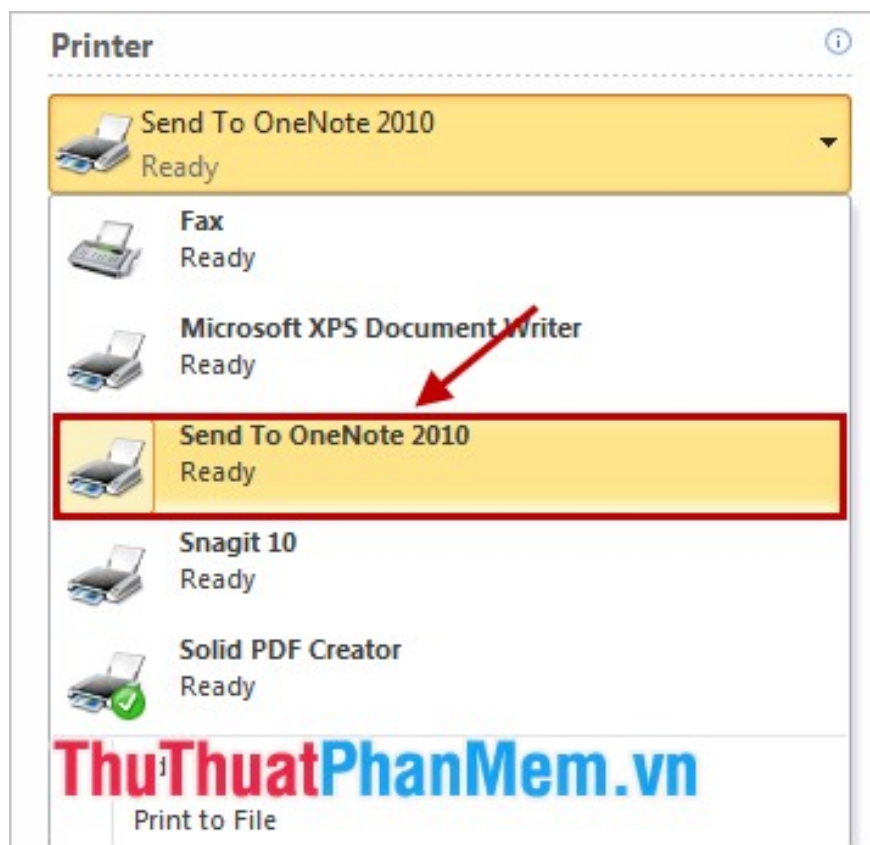 Printer
Send To OneNote 2010
Ready
Fax
Ready
Microsoft XPS Document Writer
Ready
Send To OneNote 2010
Ready
Snagit 10
Ready
Solid PDF Creator
Ready
ThuThuatPhanMem.vn
Print to File